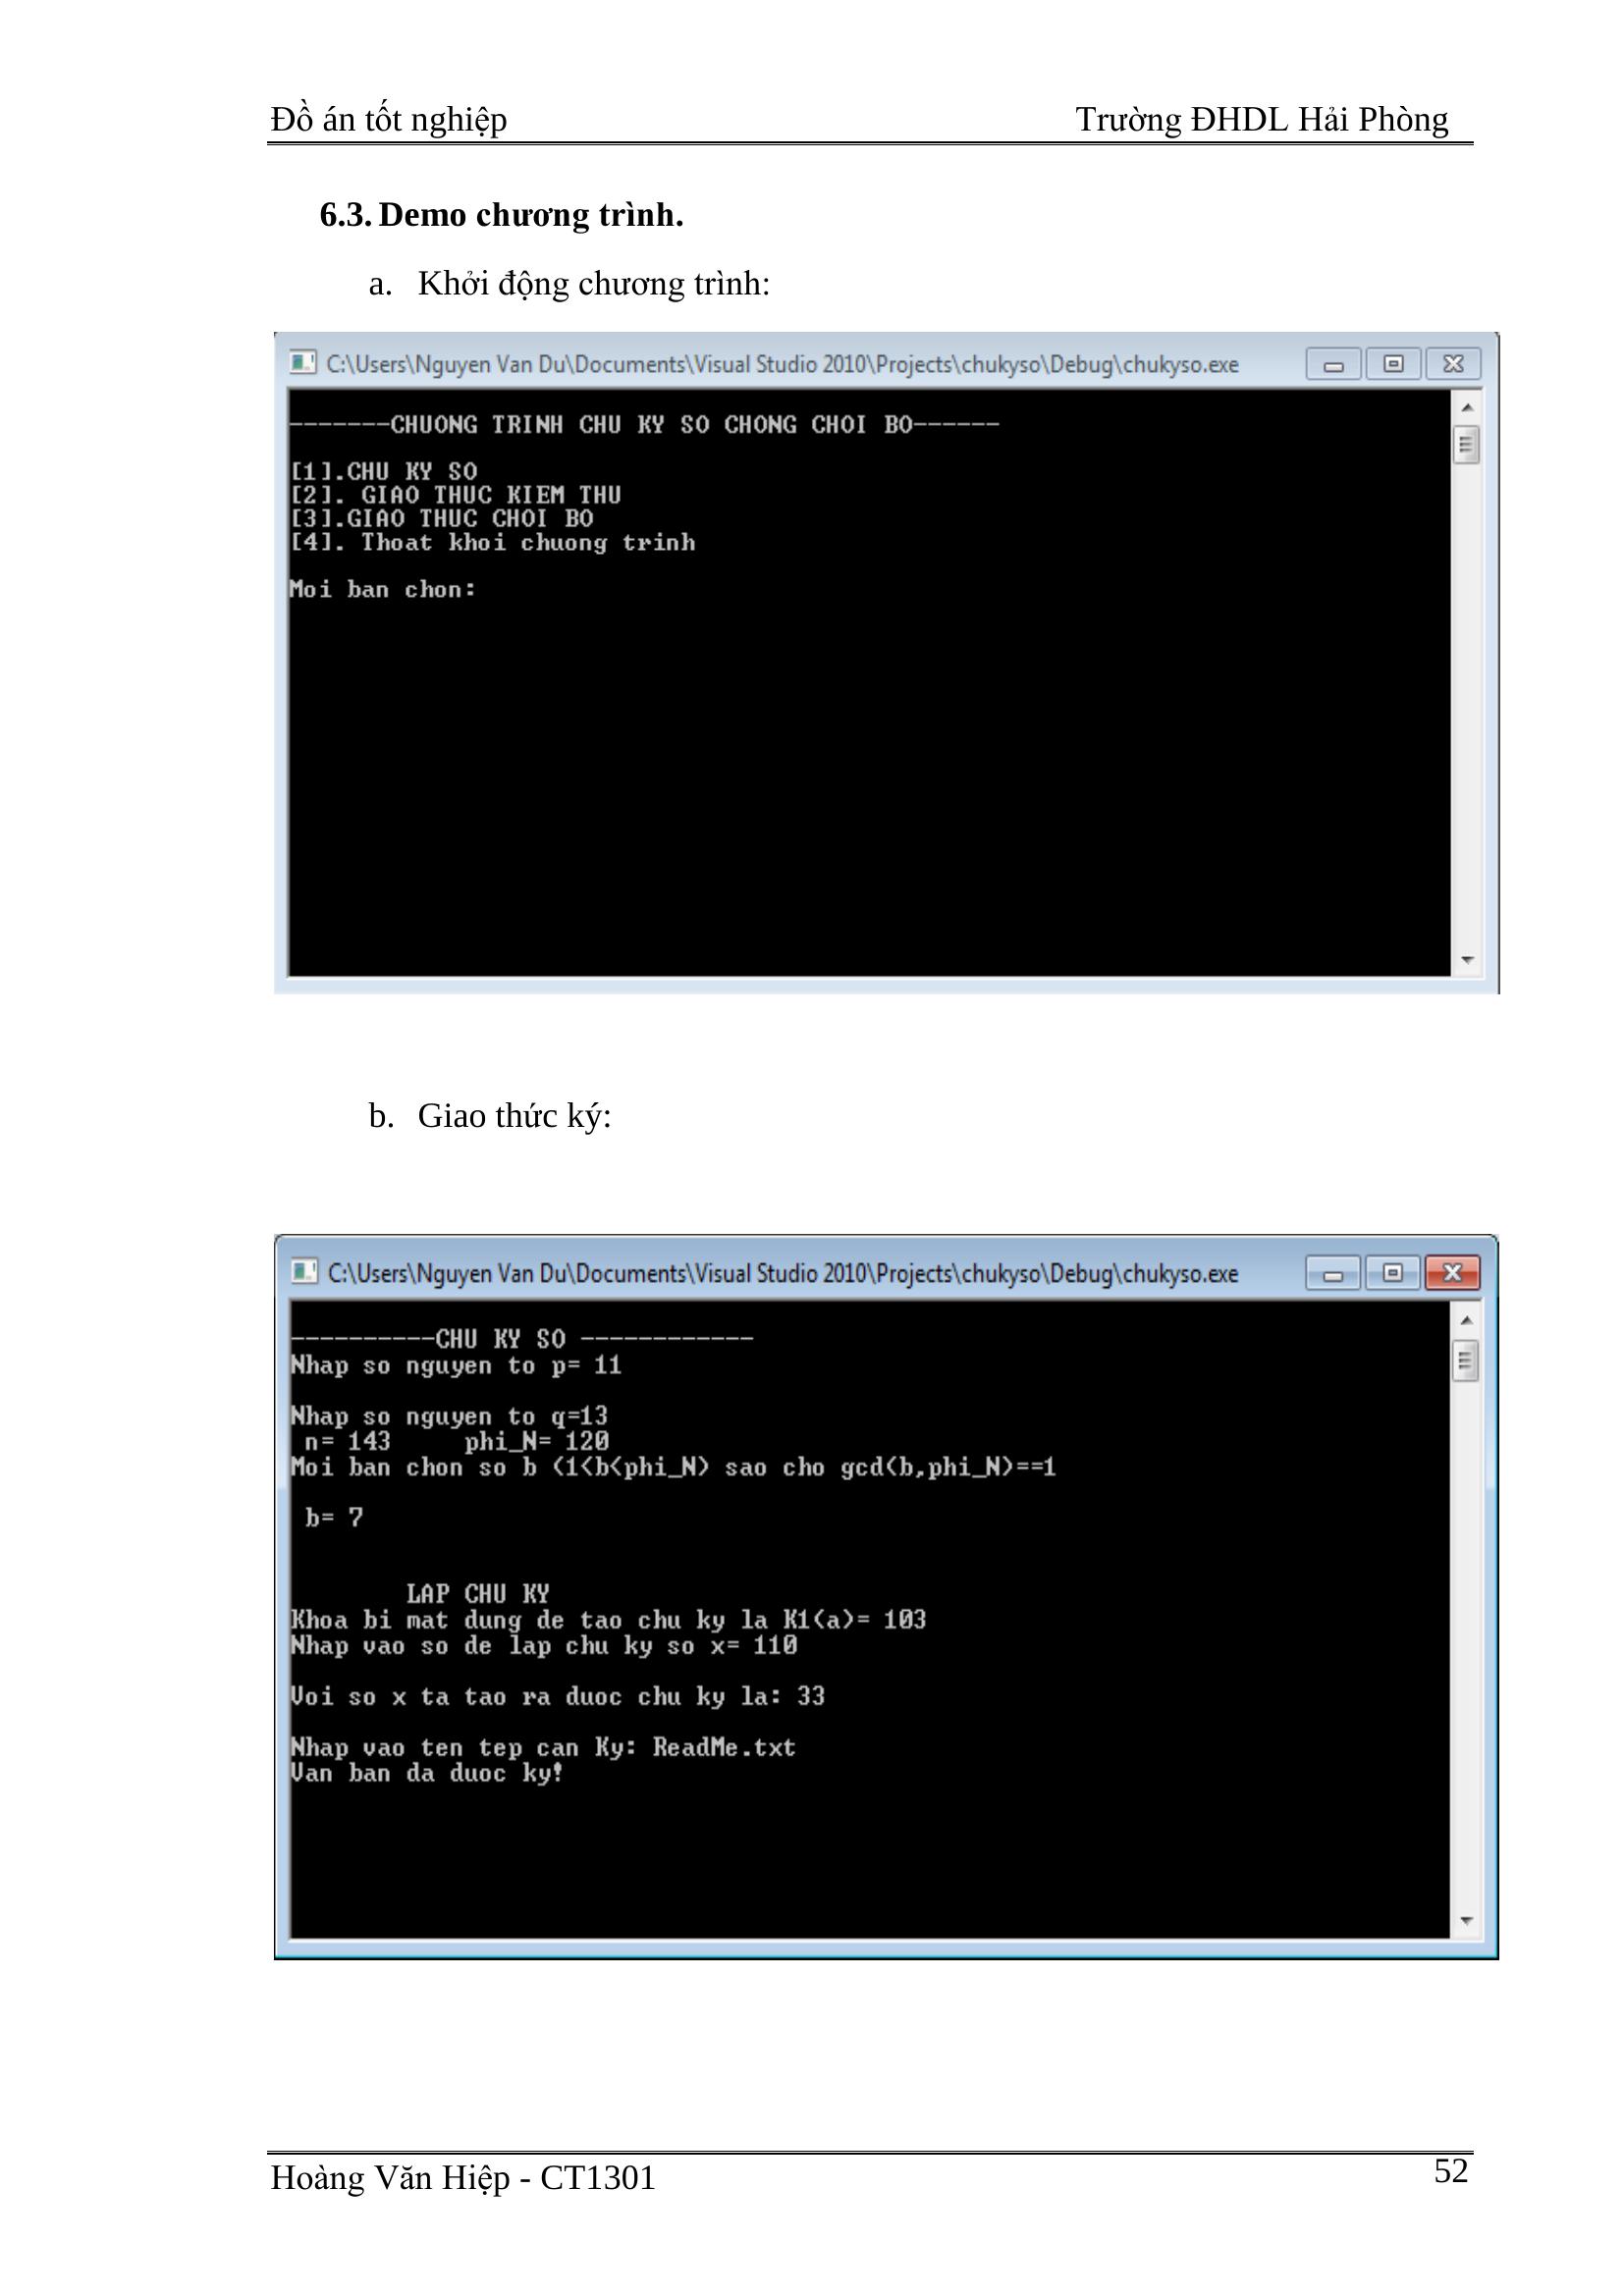 Đồ án tốt nghiệp Trường ĐHDL Hải Phòng
6.3. Demo chương trình.
a. Khởi động chương trình:
C:\Users\Nguyen Van Du\Documents\Visual Studio 2010\Projects\chukyso\Debug\chukyso.exe
-------CHUONG TRINH CHU KY SO CHONG CHOI BO------
[1].CHU KY SO
[2]. GIAO THUC KIEM THU
[3].GIAO THUC CHOI BO
[4]. Thoat khoi chuong trinh
Moi ban chon:
b. Giao thức ký:
C:\Users\Nguyen Van Du\Documents\Visual Studio 2010\Projects\chukyso\Debug\chukyso.exe
----------CHU KY SO ------------
Nhap so nguyen to p= 11
Nhap so nguyen to q=13
n= 143 phi_N= 120
Moi ban chon so b (1<b<phi_N) sao cho gcd(b,phi_N)==1
b= 7
LAP CHU KY
Khoa bi mat dung de tao chu ky la K1(a)= 103
Nhap vao so de lap chu ky so x= 110
Voi so x ta tao ra duoc chu ky la: 33
Nhap vao ten tep can Ky: ReadMe.txt
Van ban da duoc ky!
Hoàng Văn Hiệp - CT1301 52